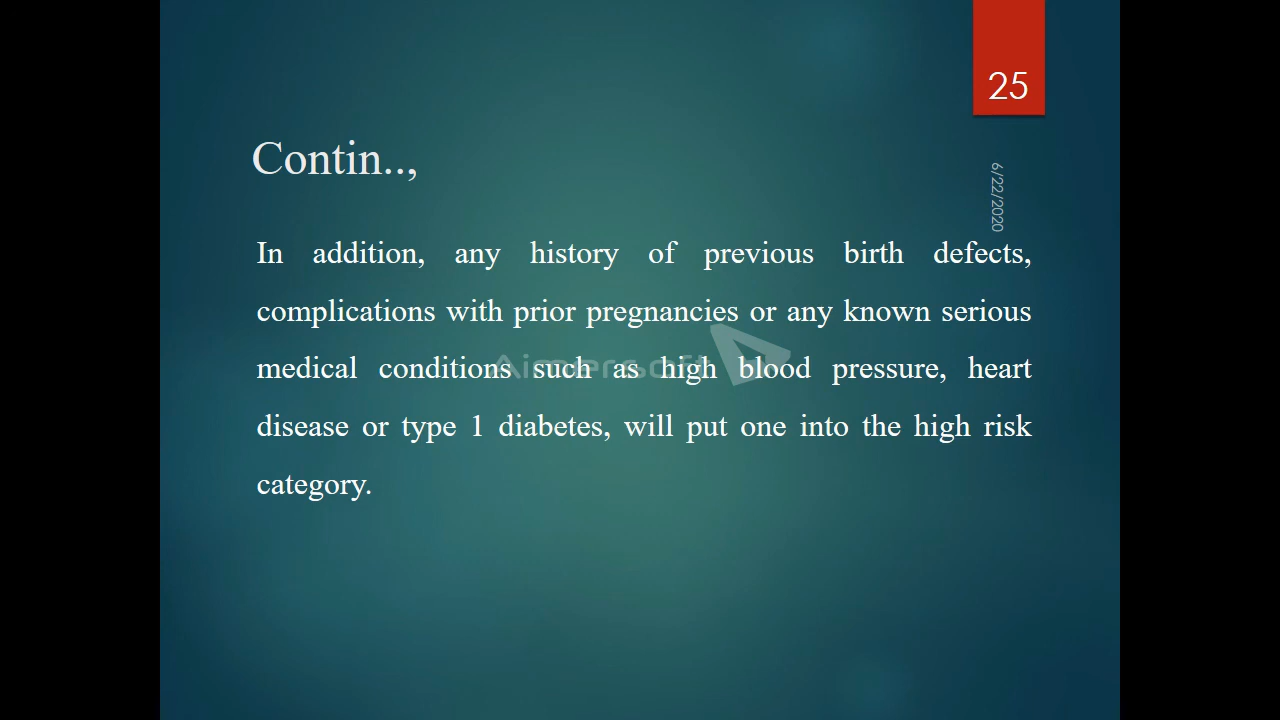 25
Contin..,
6/22/2020
In addition, any history of previous birth defects,
complications with prior pregnancies or any known serious
medical conditions such as high blood pressure, heart
disease or type 1 diabetes, will put one into the high risk
category.
Aimersoft